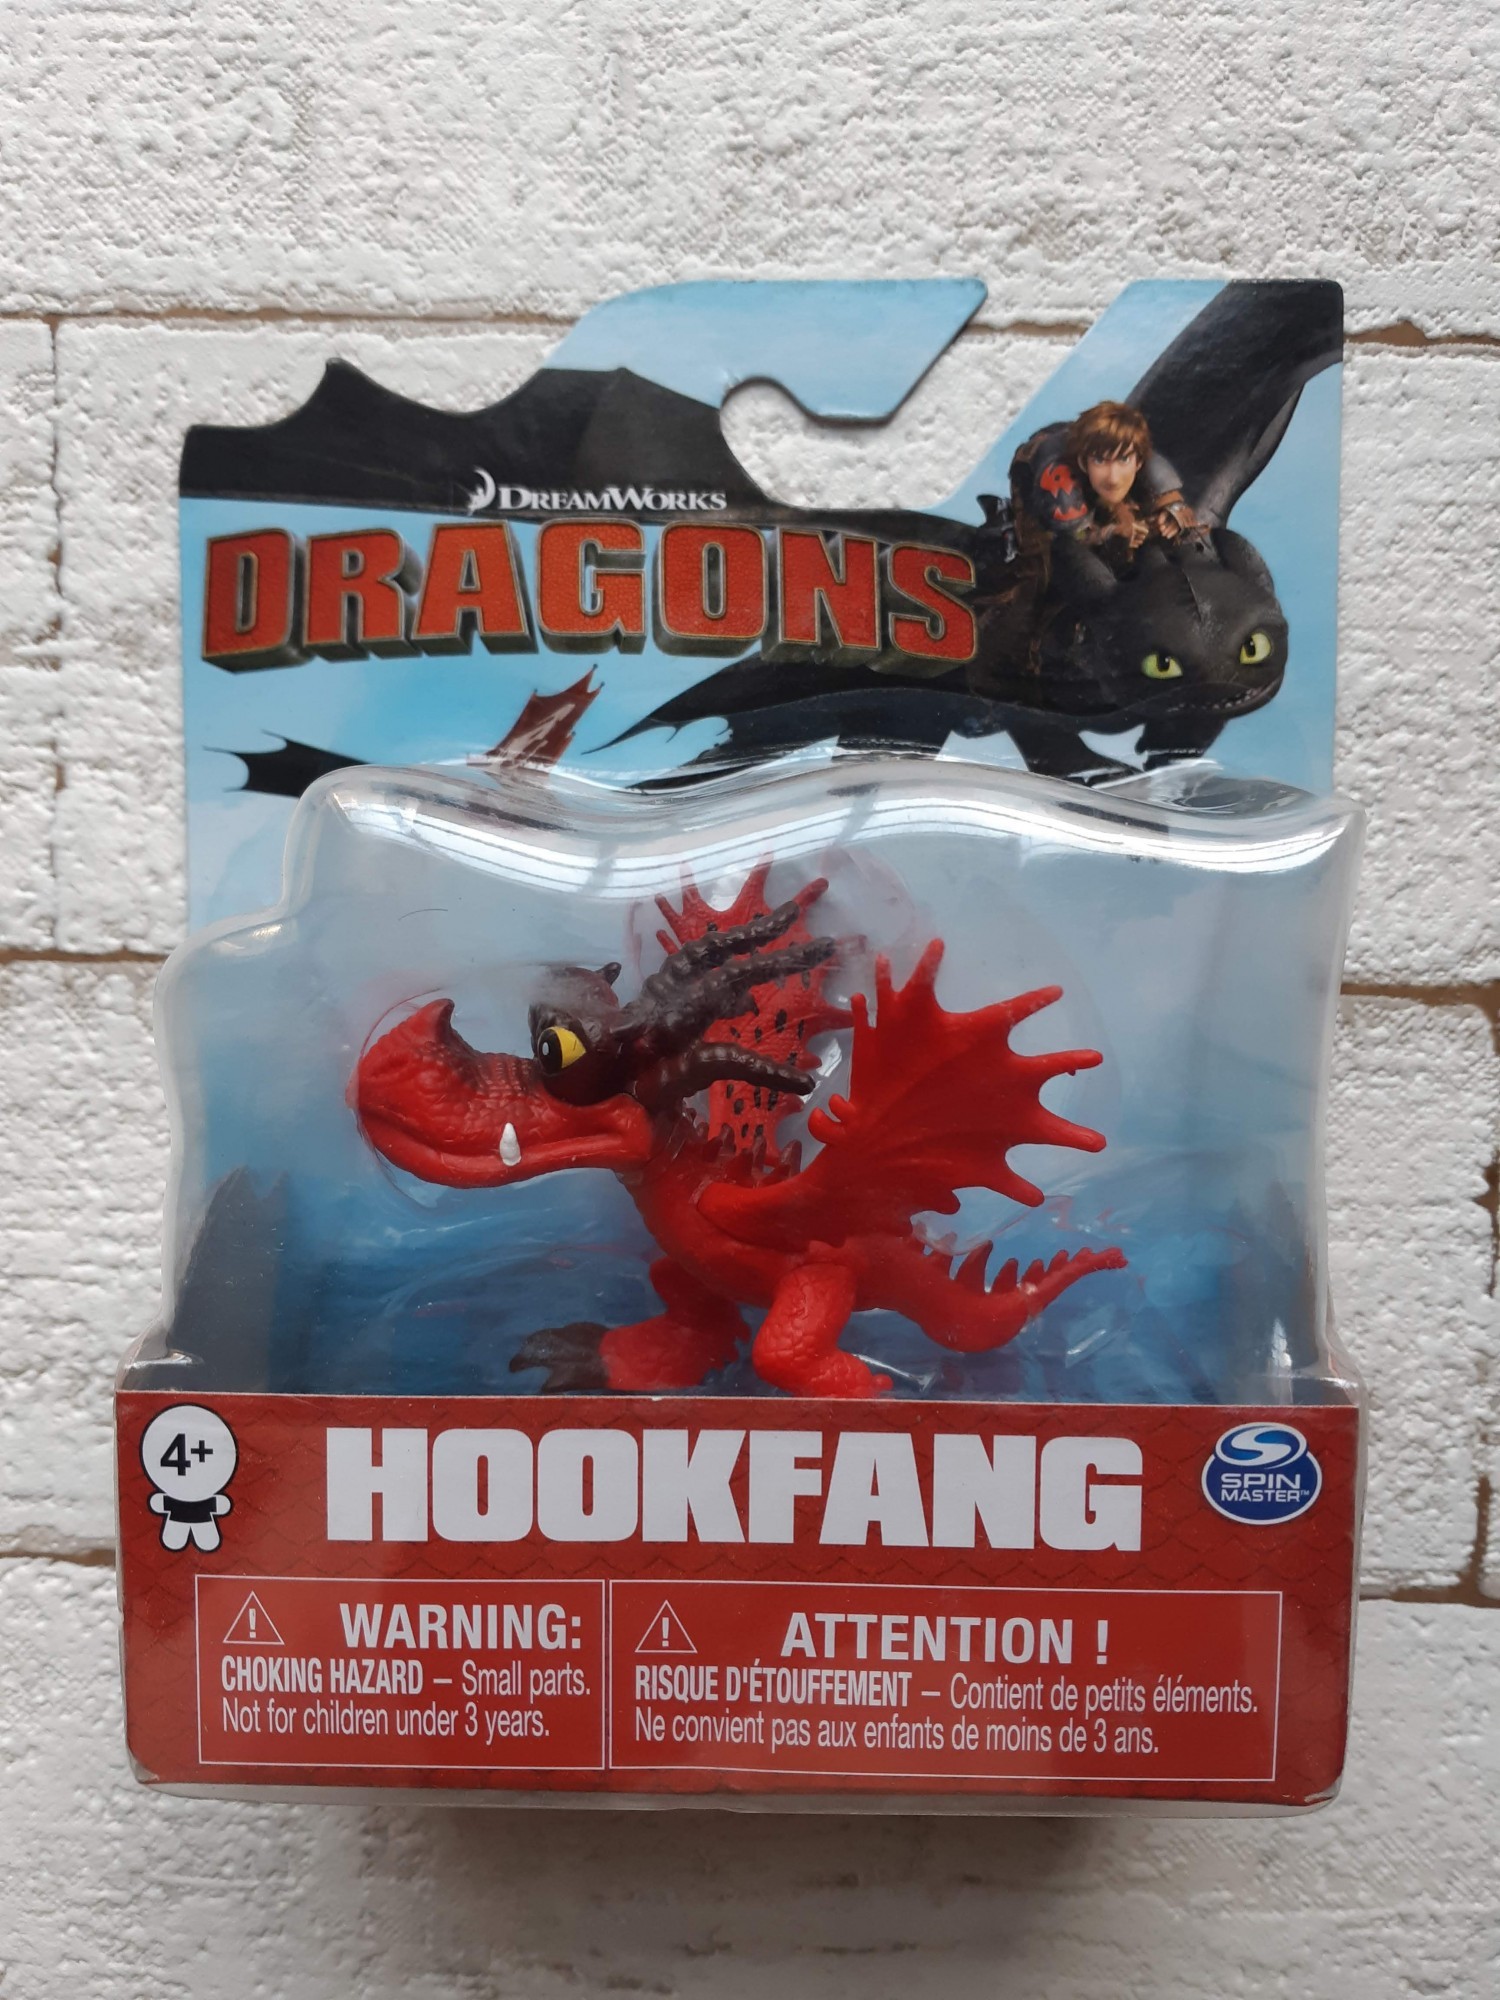 DREAMWORKS
DRAGONS
4+
HOOKFANG
SPIN
MASTER™
WARNING:
CHOKING HAZARD – Small parts.
Not for children under 3 years.
ATTENTION !
RISQUE D'ÉTOUFFEMENT – Contient de petits éléments.
Ne convient pas aux enfants de moins de 3 ans.